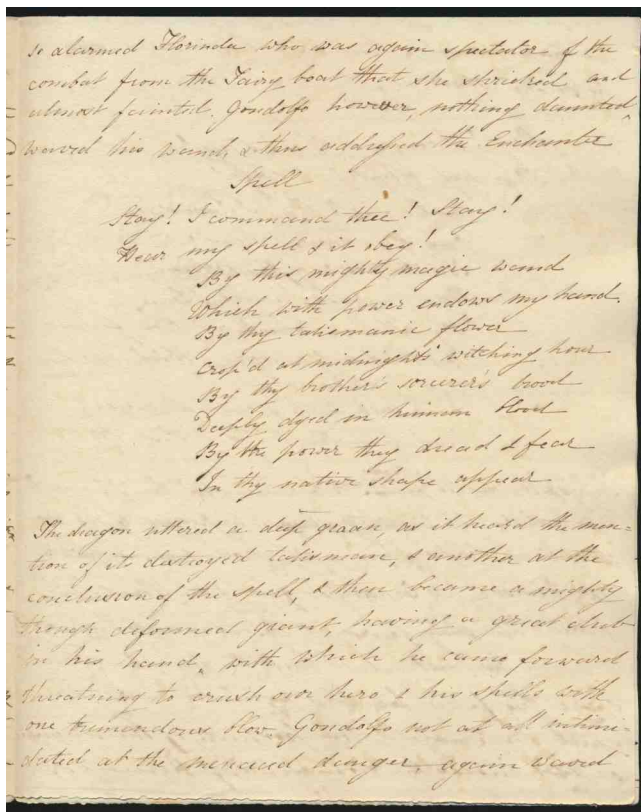 so alarmed Florinda who was again spectator of the
combat from the Fairy boat that she shrieked and
almost fainted. Gondolfo however, nothing daunted,
waved his wand, & thus addressed the Enchanter
Spell
Stay! I command thee! Stay!
Hear my spell & it obey!
By this mighty magic wand
Which with power endows my hand.
By thy talismanic flower
Crop'd at midnights witching hour
By thy brother's sorcerer's brood
Deeply dyed in human blood
By the power they dread & fear
In thy native shape appear
The dragon uttered a deep groan, as it heard the men=
tion of its destroyed talisman, & another at the
conclusion of the spell, & then became a mighty
though deformed giant, having a great club
in his hand, with which he came forward
threatning to crush our hero & his spells with
one tremendous blow. Gondolfo not at all intimi=
dated at the menaced danger, again waved